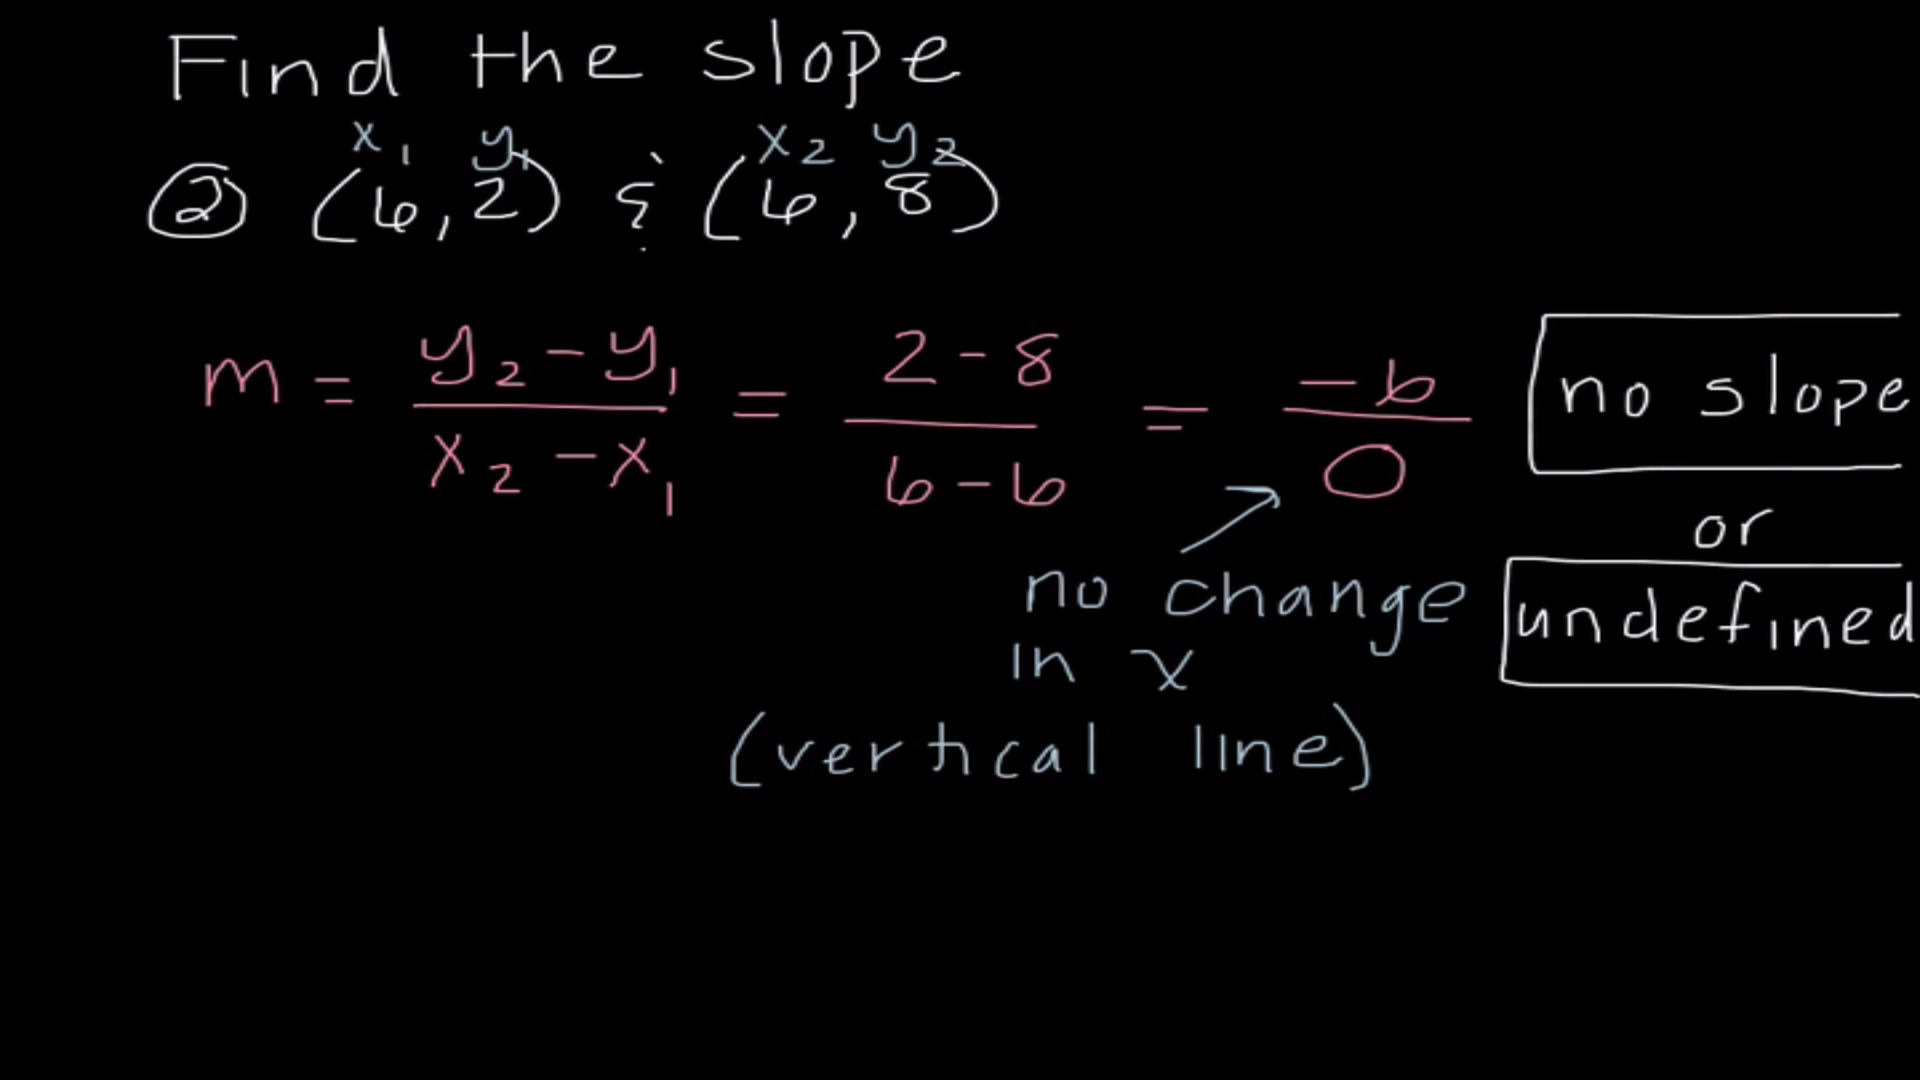 Find the slope
x₁ y₁ x₂ y₂
② (6, 2) & (6, 8)
m = y₂ - y₁ / x₂ - x₁ = 2 - 8 / 6 - 6 = -6 / 0
no slope
or
undefined
no change
in x
(vertical line)